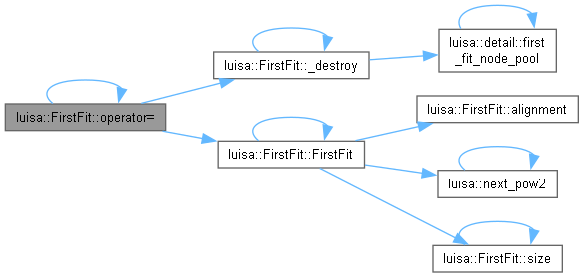 luisa::FirstFit::operator=
luisa::FirstFit::_destroy
luisa::detail::first
_fit_node_pool
luisa::FirstFit::FirstFit
luisa::FirstFit::alignment
luisa::next_pow2
luisa::FirstFit::size